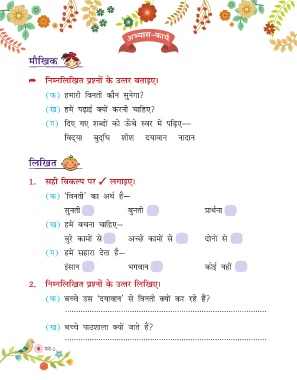 अभ्यास-कार्य
मौखिक
निम्नलिखित प्रश्नों के उत्तर बताइए।
(क) हमारी विनती कौन सुनेगा?
(ख) हमें पढ़ाई क्यों करनी चाहिए?
(ग) दिए गए शब्दों को ऊँचे स्वर में पढ़िए—
विद्या बुद्धि शीश दयावान नादान
लिखित
1. सही विकल्प पर ✓ लगाइए।
(क) 'विनती' का अर्थ है—
सुनती बुनती प्रार्थना
(ख) हमें बचना चाहिए—
बुरे कामों से अच्छे कामों से दोनों से
(ग) हमें सहारा देता है—
इंसान भगवान कोई नहीं
2. निम्नलिखित प्रश्नों के उत्तर लिखिए।
(क) बच्चे उस 'दयावान' से विनती क्यों कर रहे हैं?
(ख) बच्चे पाठशाला क्यों जाते हैं?